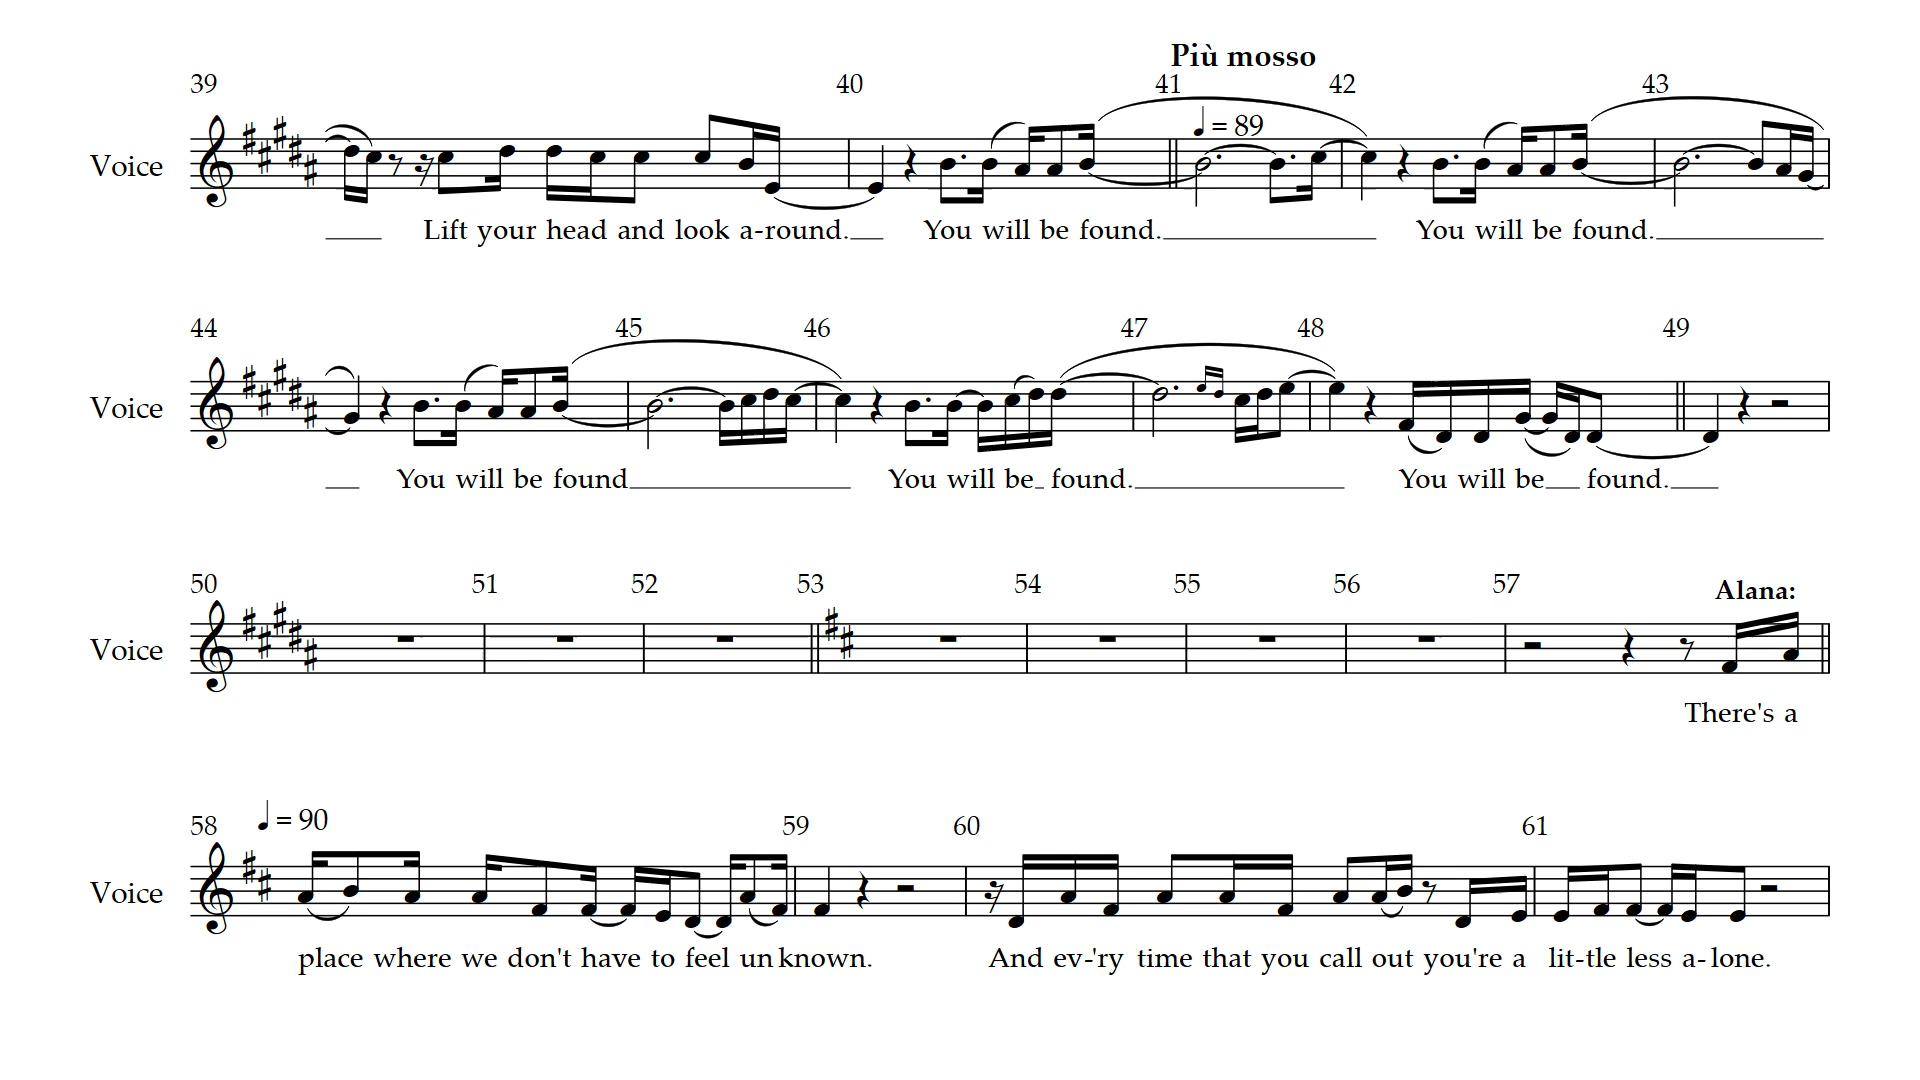 Più mosso
39 40 41 42 43
♩ = 89
Voice
Lift your head and look a-round. You will be found. You will be found.
44 45 46 47 48 49
Voice
You will be found You will be found. You will be found.
50 51 52 53 54 55 56 57
Alana:
Voice
There's a
58 ♩ = 90 59 60 61
Voice
place where we don't have to feel un known. And ev-'ry time that you call out you're a lit-tle less a-lone.